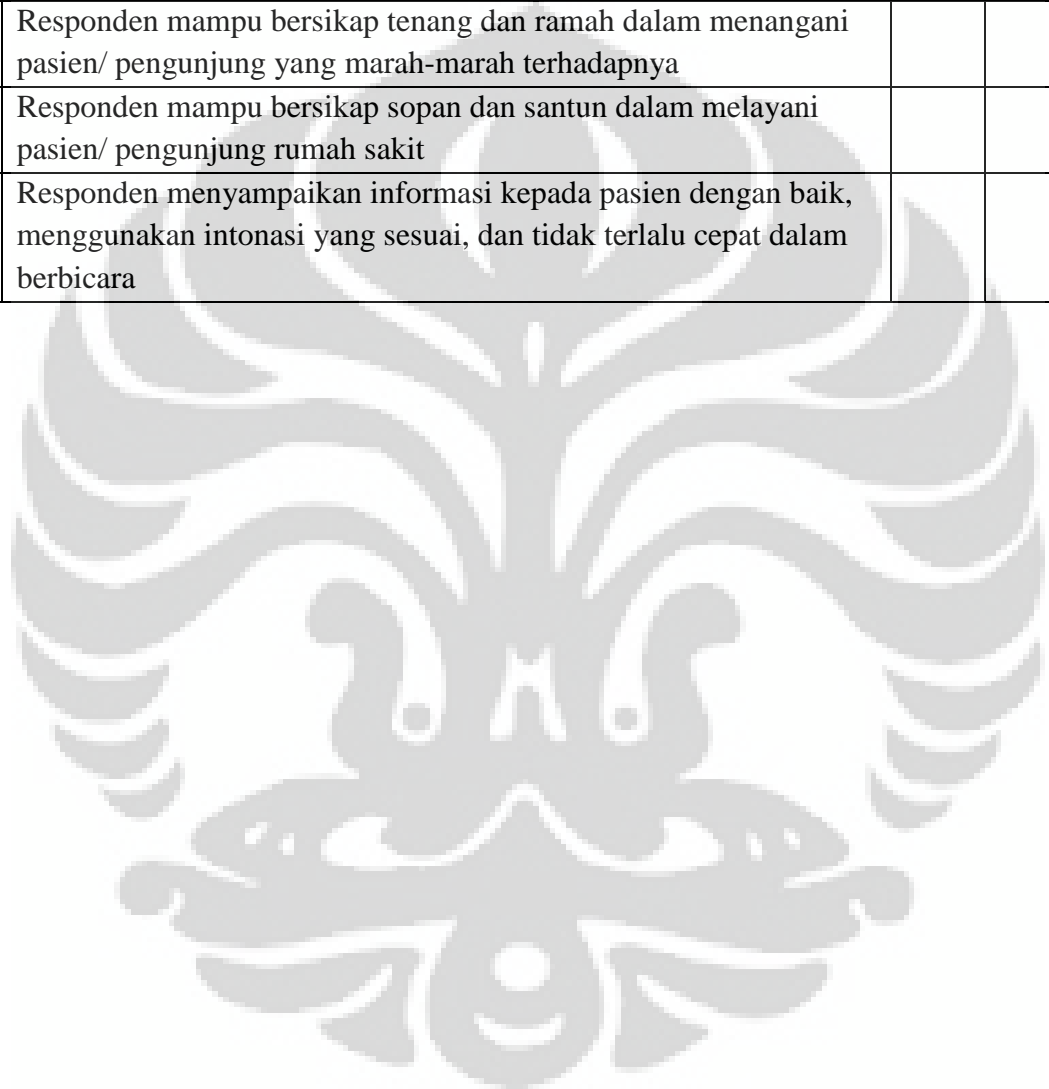 Responden mampu bersikap tenang dan ramah dalam menangani
pasien/ pengunjung yang marah-marah terhadapnya
Responden mampu bersikap sopan dan santun dalam melayani
pasien/ pengunjung rumah sakit
Responden menyampaikan informasi kepada pasien dengan baik,
menggunakan intonasi yang sesuai, dan tidak terlalu cepat dalam
berbicara